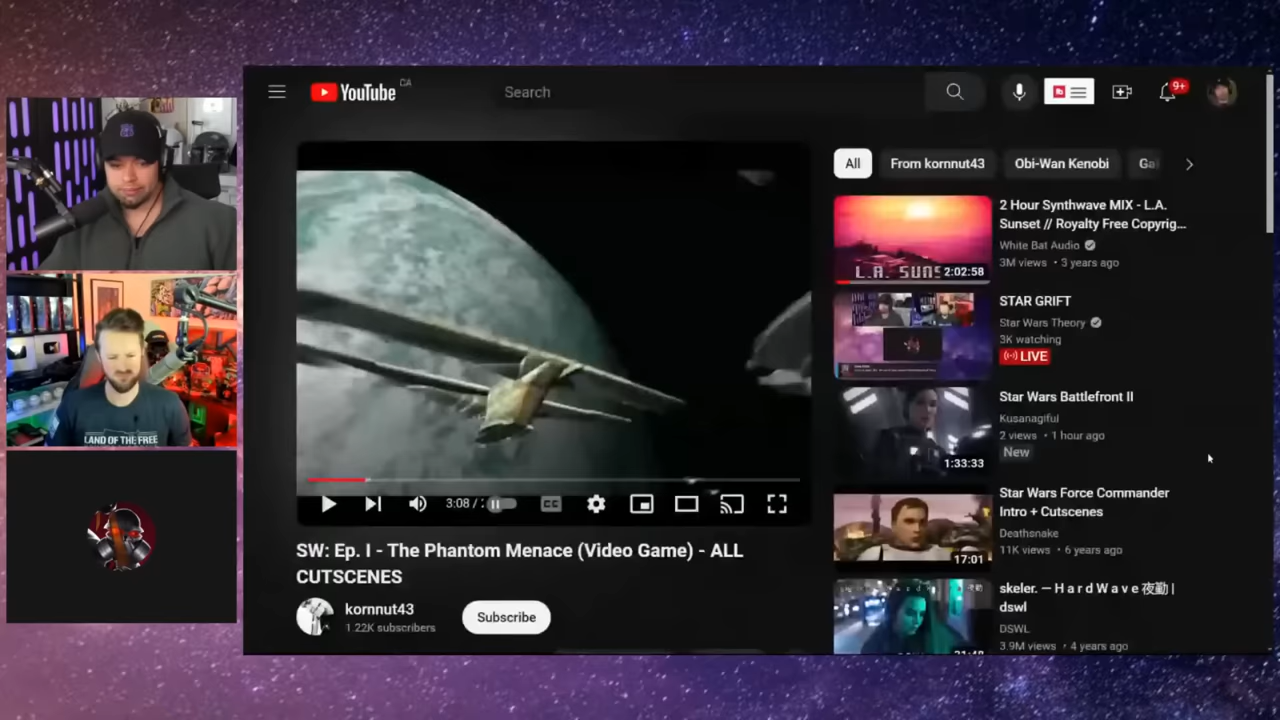 YouTube CA
Search
9+
All
From kornnut43
Obi-Wan Kenobi
Ga
2 Hour Synthwave MIX - L.A.
Sunset // Royalty Free Copyrig...
White Bat Audio
3M views • 3 years ago
L.A. SUNS
2:02:58
STAR GRIFT
Star Wars Theory
3K watching
LIVE
Star Wars Battlefront II
Kusanagiful
2 views • 1 hour ago
New
1:33:33
Star Wars Force Commander
Intro + Cutscenes
Deathsnake
11K views • 6 years ago
17:01
skeler. — H a r d W a v e 夜勤 |
dswl
DSWL
3.9M views • 4 years ago
LAND OF THE FREE
3:08 /
CC
SW: Ep. I - The Phantom Menace (Video Game) - ALL
CUTSCENES
kornnut43
1.22K subscribers
Subscribe